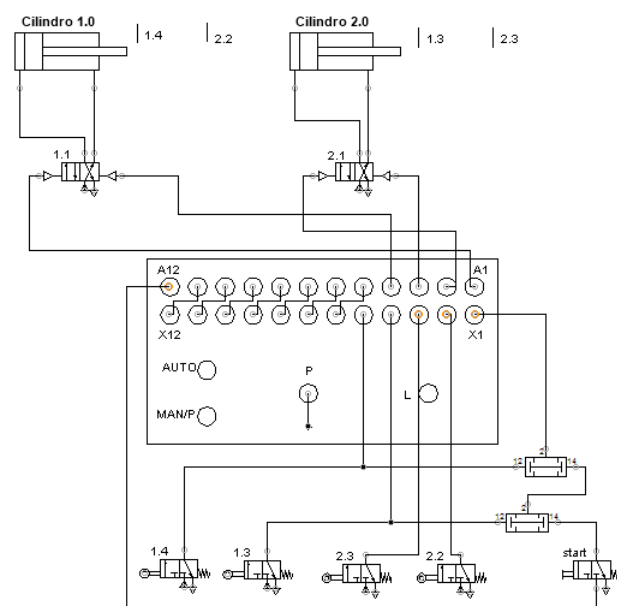 Cilindro 1.0
1.4
2.2
Cilindro 2.0
1.3
2.3
1.1
2.1
A12
A1
X12
X1
AUTO
P
L
MAN/P
2
12
14
2
12
14
1.4
1.3
2.3
2.2
start